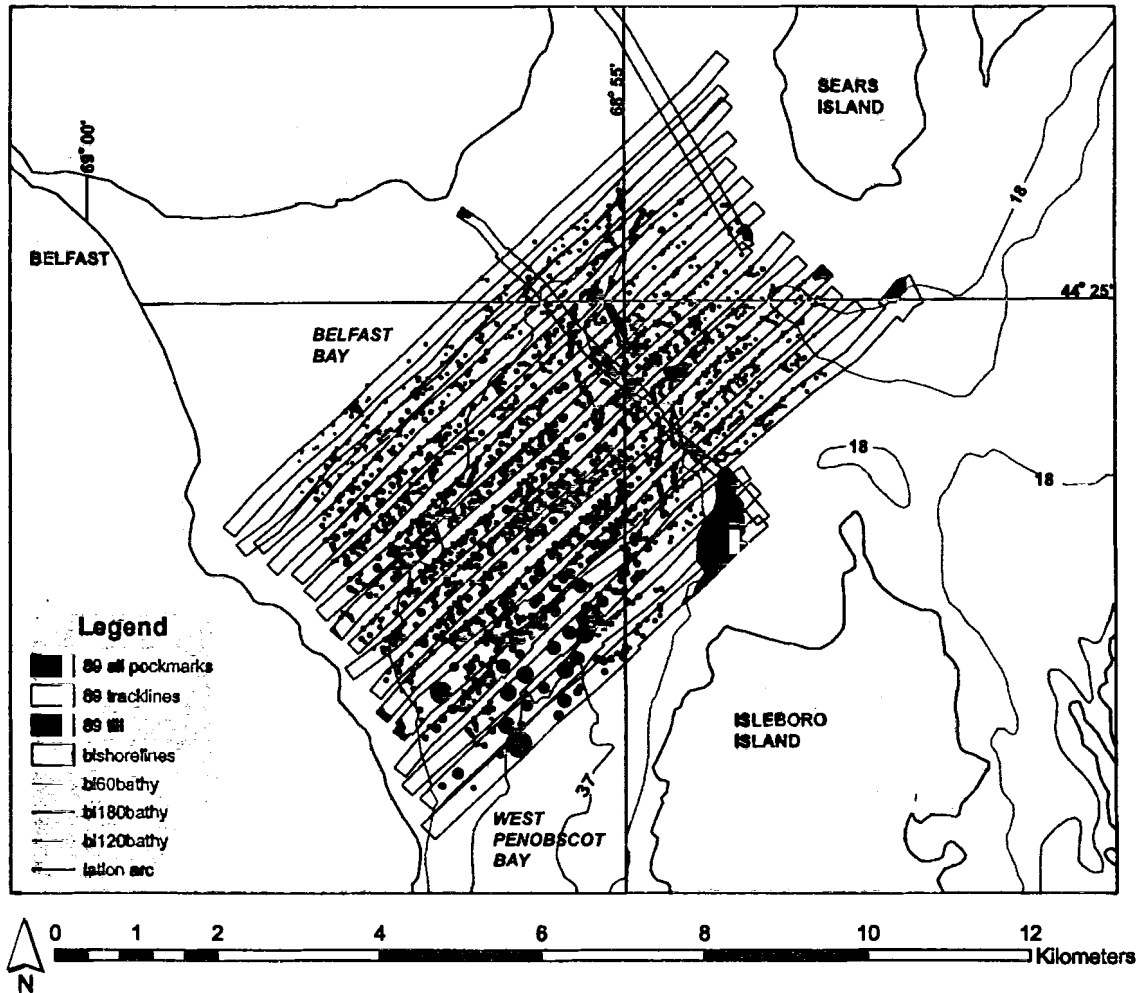 SEARS
ISLAND
68° 55'
69° 00'
18
BELFAST
44° 25'
BELFAST
BAY
18
18
Legend
89 all pockmarks
89 tracklines
89 till
blshorelines
bl60bathy
bl180bathy
bl120bathy
latlon arc
ISLEBORO
ISLAND
37
WEST
PENOBSCOT
BAY
0 1 2 4 6 8 10 12
Kilometers
N